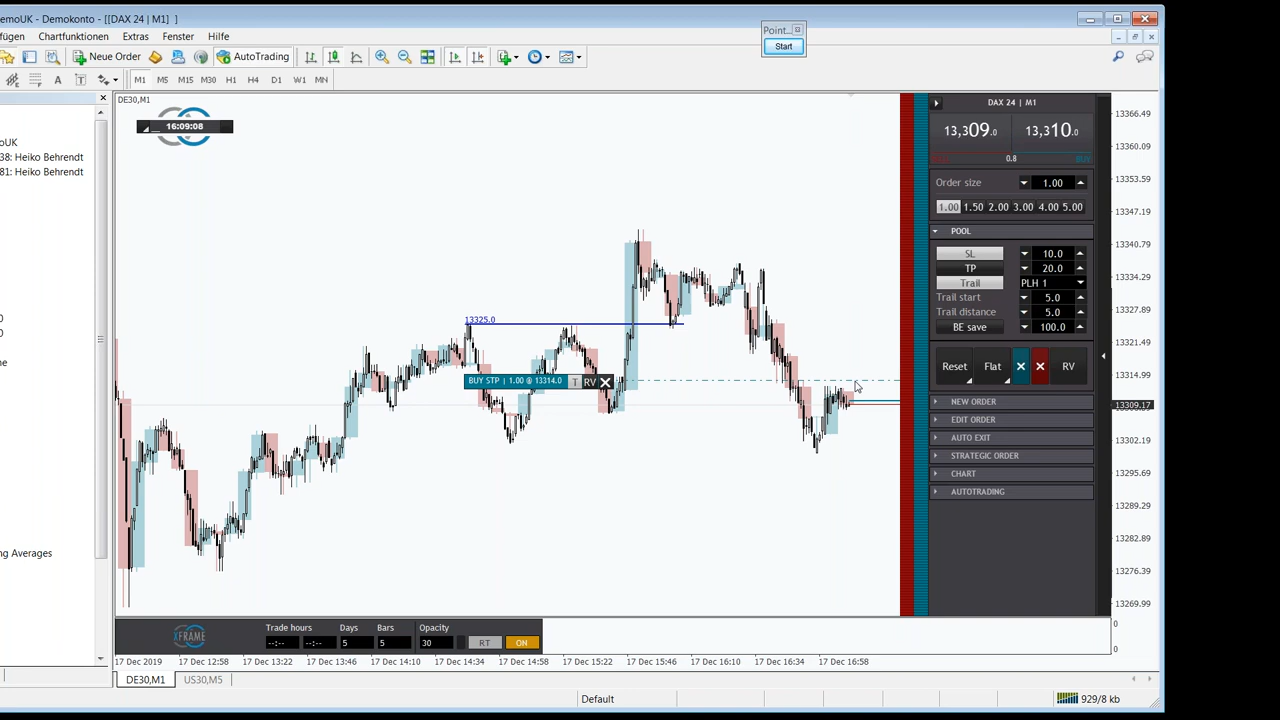 emoUK - Demokonto - [[DAX 24 | M1] ]
Point...
Start
fügen Chartfunktionen Extras Fenster Hilfe
Neue Order AutoTrading
A T M1 M5 M15 M30 H1 H4 D1 W1 MN
DE30,M1
16:09:08
moUK
38: Heiko Behrendt
81: Heiko Behrendt
0
0
ne
0
ng Averages
13325.0
BUY STP | 1.00 @ 13314.0 T RV
DAX 24 | M1
13,309.0 13,310.0
0.8 BUY
Order size 1.00
1.00 1.50 2.00 3.00 4.00 5.00
POOL
SL 10.0
TP 20.0
Trail PLH 1
Trail start 5.0
Trail distance 5.0
BE save 100.0
Reset Flat RV
NEW ORDER
EDIT ORDER
AUTO EXIT
STRATEGIC ORDER
CHART
AUTOTRADING
13366.49
13360.09
13353.59
13347.19
13340.79
13334.29
13327.89
13321.49
13314.99
13309.17
13302.19
13295.69
13289.29
13282.89
13276.39
13269.99
XFRAME
Trade hours Days Bars Opacity
--:-- --:-- 5 5 30 RT ON
0
0
17 Dec 2019 17 Dec 12:58 17 Dec 13:22 17 Dec 13:46 17 Dec 14:10 17 Dec 14:34 17 Dec 14:58 17 Dec 15:22 17 Dec 15:46 17 Dec 16:10 17 Dec 16:34 17 Dec 16:58
DE30,M1 US30,M5
Default 929/8 kb